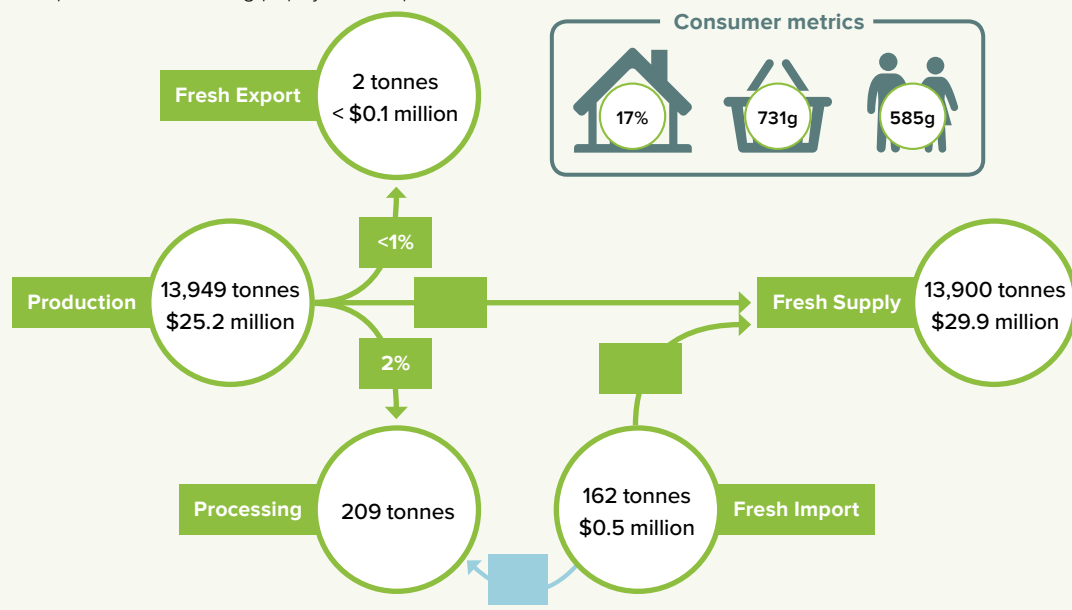 Consumer metrics
17%
731g
585g
Fresh Export
2 tonnes
< $0.1 million
<1%
Production
13,949 tonnes
$25.2 million
Fresh Supply
13,900 tonnes
$29.9 million
2%
Processing
209 tonnes
162 tonnes
$0.5 million
Fresh Import